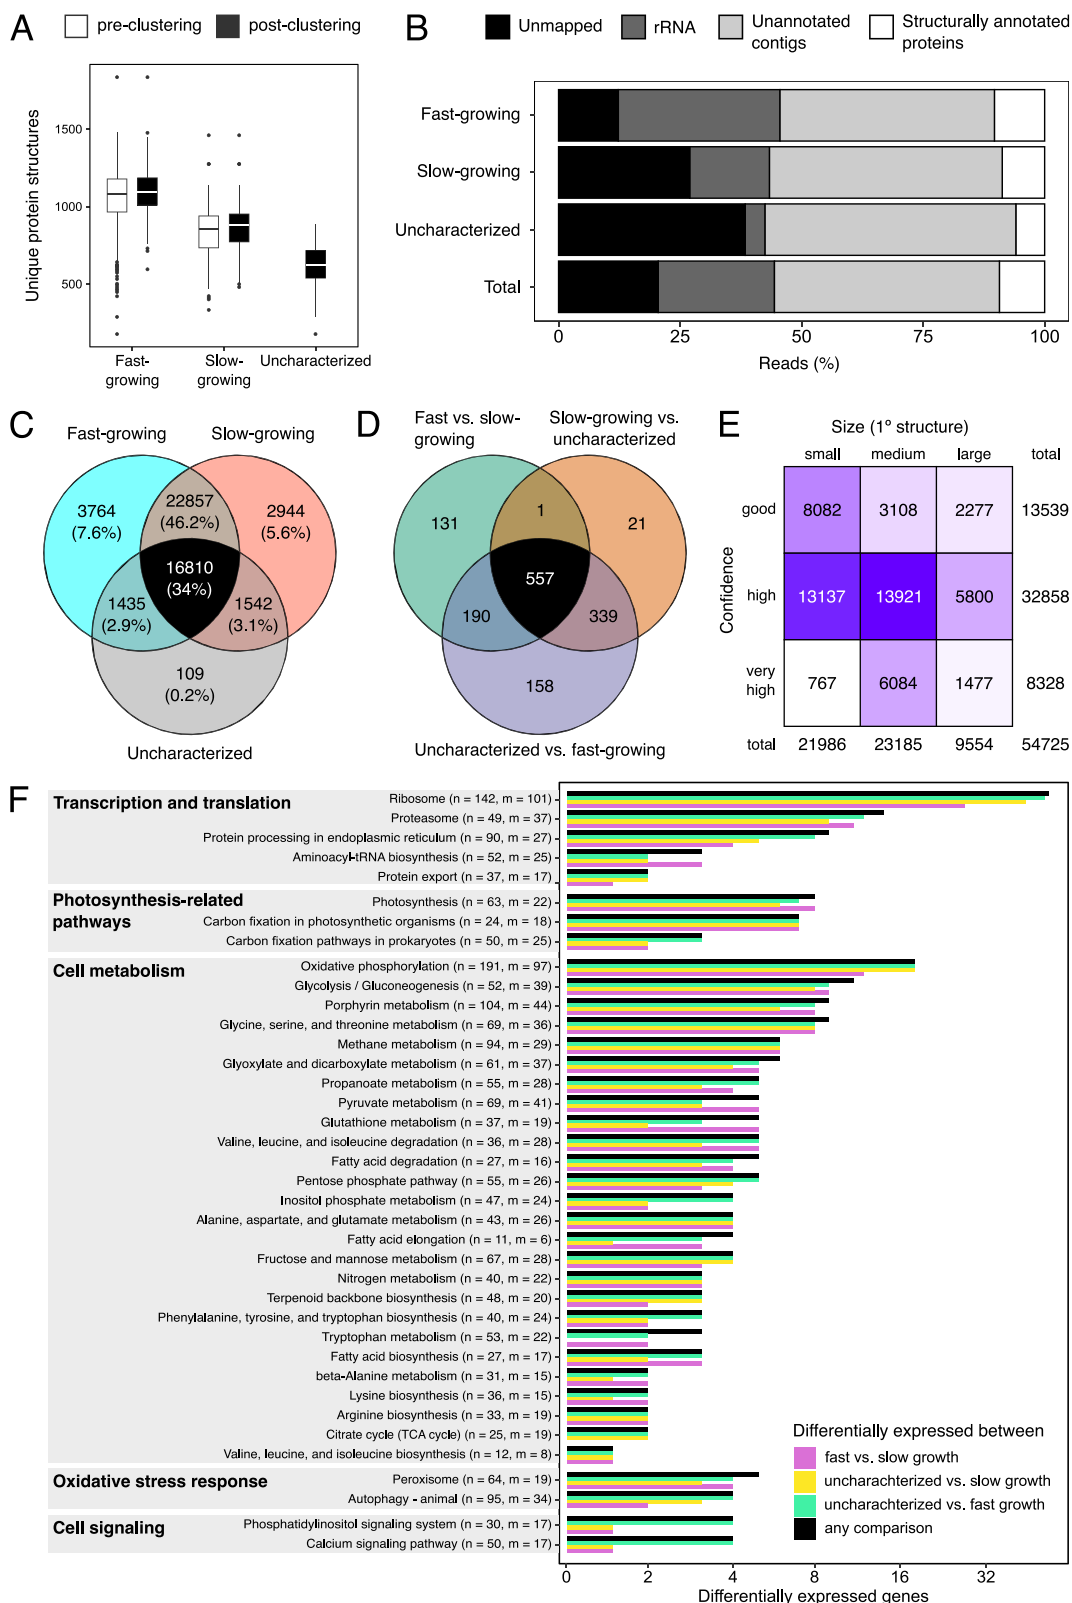 A
pre-clustering
post-clustering
Unique protein structures
1500
1000
500
Fast-
growing
Slow-
growing
Uncharacterized
B
Unmapped
rRNA
Unannotated
contigs
Structurally annotated
proteins
Fast-growing
Slow-growing
Uncharacterized
Total
0
25
50
75
100
Reads (%)
C
Fast-growing
Slow-growing
3764
(7.6%)
22857
(46.2%)
2944
(5.6%)
16810
(34%)
1435
(2.9%)
1542
(3.1%)
109
(0.2%)
Uncharacterized
D
Fast vs. slow-
growing
Slow-growing vs.
uncharacterized
131
1
21
557
190
339
158
Uncharacterized vs. fast-growing
E
Size (1º structure)
small medium large total
Confidence
good 8082 3108 2277 13539
high 13137 13921 5800 32858
very
high 767 6084 1477 8328
total 21986 23185 9554 54725
F
Transcription and translation
Ribosome (n = 142, m = 101)
Proteasome (n = 49, m = 37)
Protein processing in endoplasmic reticulum (n = 90, m = 27)
Aminoacyl-tRNA biosynthesis (n = 52, m = 25)
Protein export (n = 37, m = 17)
Photosynthesis-related
pathways
Photosynthesis (n = 63, m = 22)
Carbon fixation in photosynthetic organisms (n = 24, m = 18)
Carbon fixation pathways in prokaryotes (n = 50, m = 25)
Cell metabolism
Oxidative phosphorylation (n = 191, m = 97)
Glycolysis / Gluconeogenesis (n = 52, m = 39)
Porphyrin metabolism (n = 104, m = 44)
Glycine, serine, and threonine metabolism (n = 69, m = 36)
Methane metabolism (n = 94, m = 29)
Glyoxylate and dicarboxylate metabolism (n = 61, m = 37)
Propanoate metabolism (n = 55, m = 28)
Pyruvate metabolism (n = 69, m = 41)
Glutathione metabolism (n = 37, m = 19)
Valine, leucine, and isoleucine degradation (n = 36, m = 28)
Fatty acid degradation (n = 27, m = 16)
Pentose phosphate pathway (n = 55, m = 26)
Inositol phosphate metabolism (n = 47, m = 24)
Alanine, aspartate, and glutamate metabolism (n = 43, m = 26)
Fatty acid elongation (n = 11, m = 6)
Fructose and mannose metabolism (n = 67, m = 28)
Nitrogen metabolism (n = 40, m = 22)
Terpenoid backbone biosynthesis (n = 48, m = 20)
Phenylalanine, tyrosine, and tryptophan biosynthesis (n = 40, m = 24)
Tryptophan metabolism (n = 53, m = 22)
Fatty acid biosynthesis (n = 27, m = 17)
beta-Alanine metabolism (n = 31, m = 15)
Lysine biosynthesis (n = 36, m = 15)
Arginine biosynthesis (n = 33, m = 19)
Citrate cycle (TCA cycle) (n = 25, m = 19)
Valine, leucine, and isoleucine biosynthesis (n = 12, m = 8)
Oxidative stress response
Peroxisome (n = 64, m = 19)
Autophagy - animal (n = 95, m = 34)
Cell signaling
Phosphatidylinositol signaling system (n = 30, m = 17)
Calcium signaling pathway (n = 50, m = 17)
Differentially expressed between
fast vs. slow growth
uncharachterized vs. slow growth
uncharachterized vs. fast growth
any comparison
0
2
4
8
16
32
Differentially expressed genes